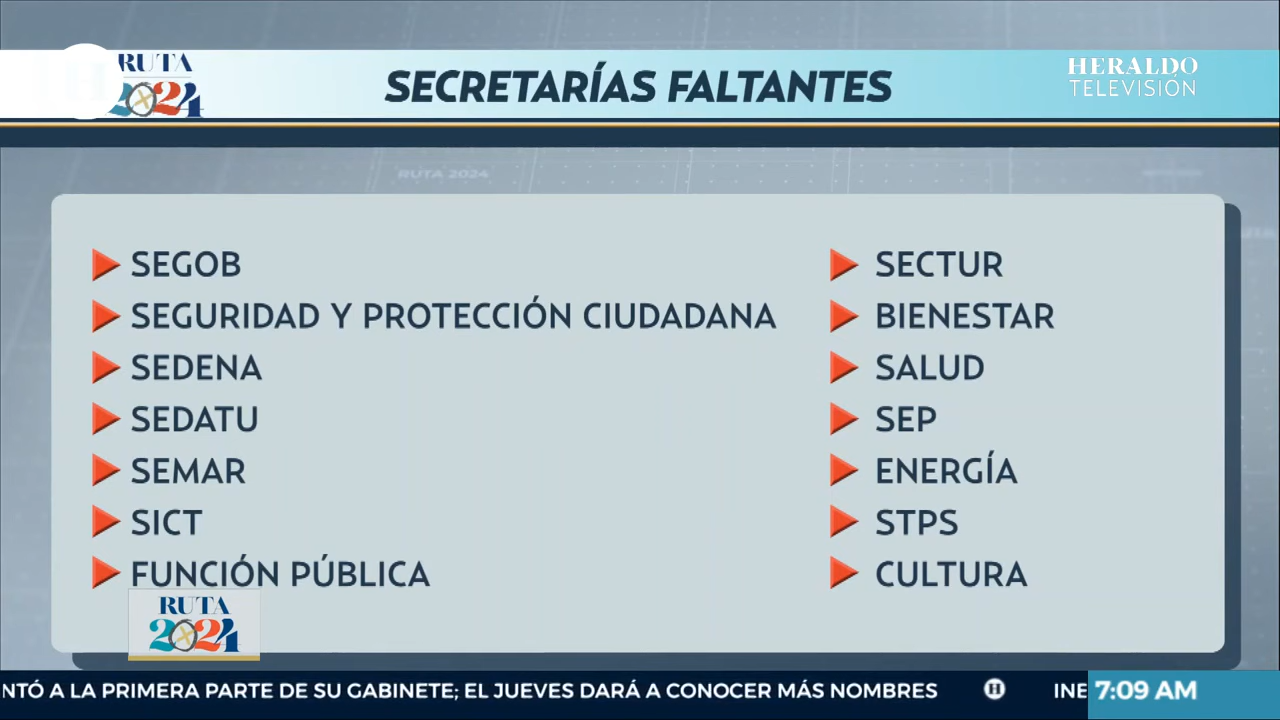 RUTA
2024
SECRETARÍAS FALTANTES
HERALDO
TELEVISIÓN
RUTA 2024
SEGOB
SEGURIDAD Y PROTECCIÓN CIUDADANA
SEDENA
SEDATU
SEMAR
SICT
FUNCIÓN PÚBLICA
SECTUR
BIENESTAR
SALUD
SEP
ENERGÍA
STPS
CULTURA
RUTA
2024
NTÓ A LA PRIMERA PARTE DE SU GABINETE; EL JUEVES DARÁ A CONOCER MÁS NOMBRES H INE 7:09 AM